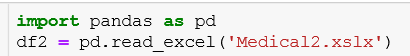 import pandas as pd
df2 = pd.read_excel('Medical2.xslx')